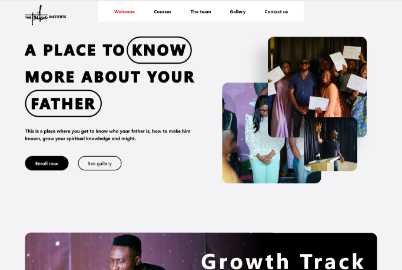 THE Father INSTITUTE
Welcome Courses The team Gallery Contact us
A PLACE TO KNOW
MORE ABOUT YOUR
FATHER
This is a place where you get to know who your father is, how to make him
known, grow your spiritual knowledge and might.
Enroll now See gallery
Growth Track